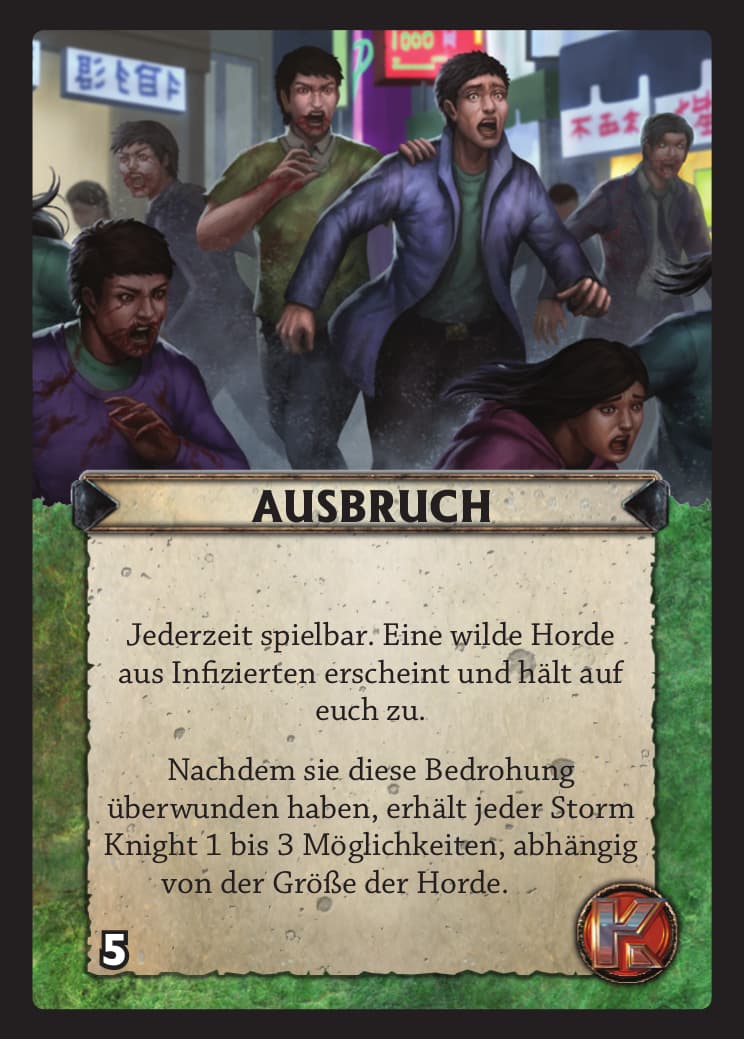 1000
AUSBRUCH
Jederzeit spielbar. Eine wilde Horde
aus Infizierten erscheint und hält auf
euch zu.
Nachdem sie diese Bedrohung
überwunden haben, erhält jeder Storm
Knight 1 bis 3 Möglichkeiten, abhängig
von der Größe der Horde.
5
K